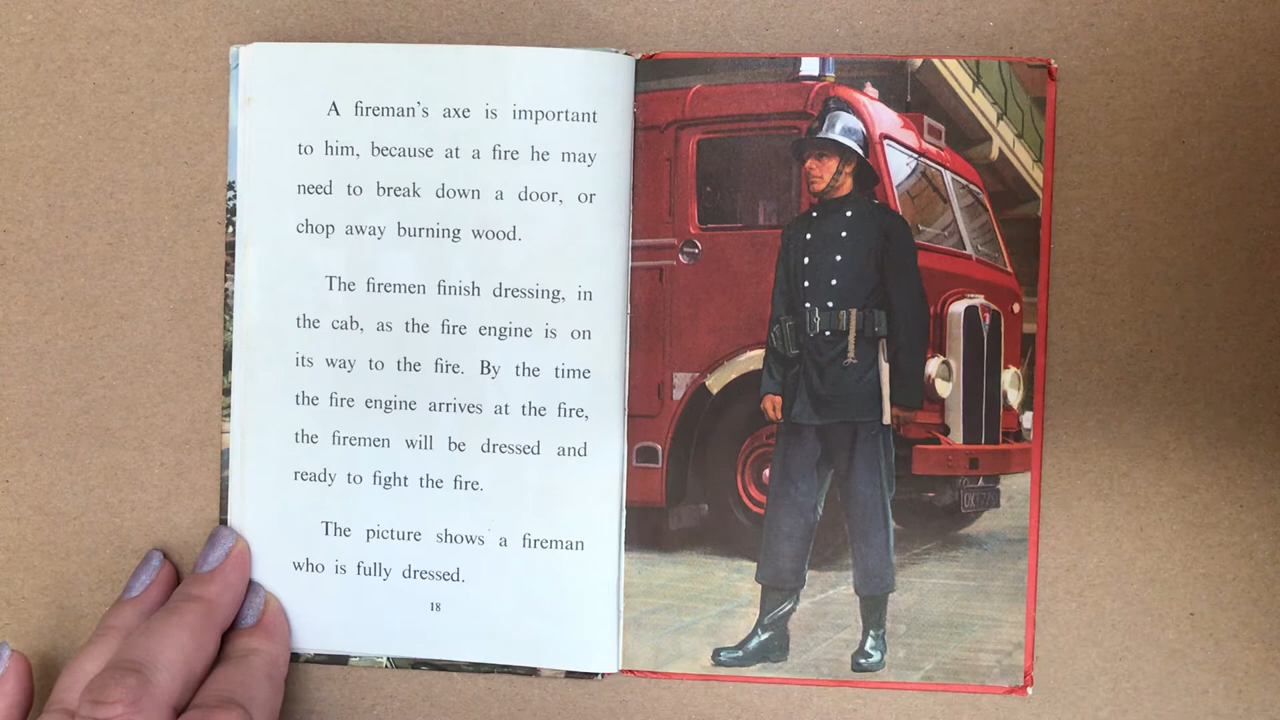 A fireman's axe is important
to him, because at a fire he may
need to break down a door, or
chop away burning wood.
The firemen finish dressing, in
the cab, as the fire engine is on
its way to the fire. By the time
the fire engine arrives at the fire,
the firemen will be dressed and
ready to fight the fire.
The picture shows a fireman
who is fully dressed.
18